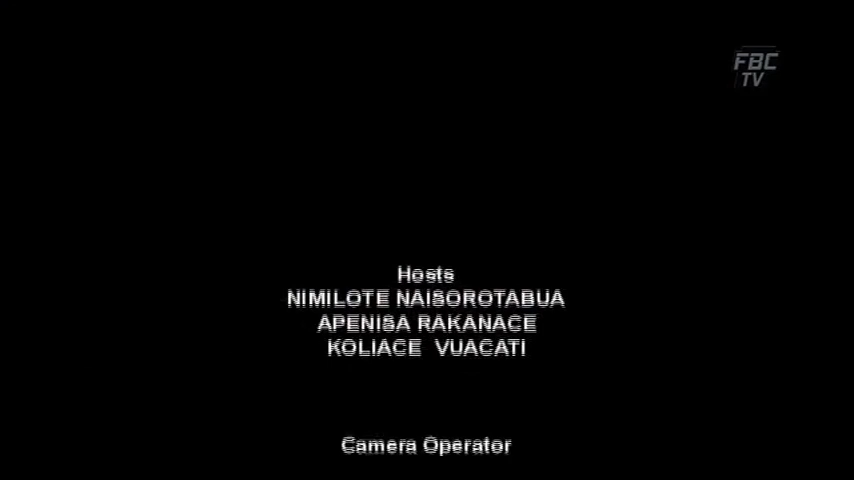 FBC
TV
Hosts
NIMILOTE NAISOROTABUA
APENISA RAKANACE
KOLIACE VUACATI
Camera Operator